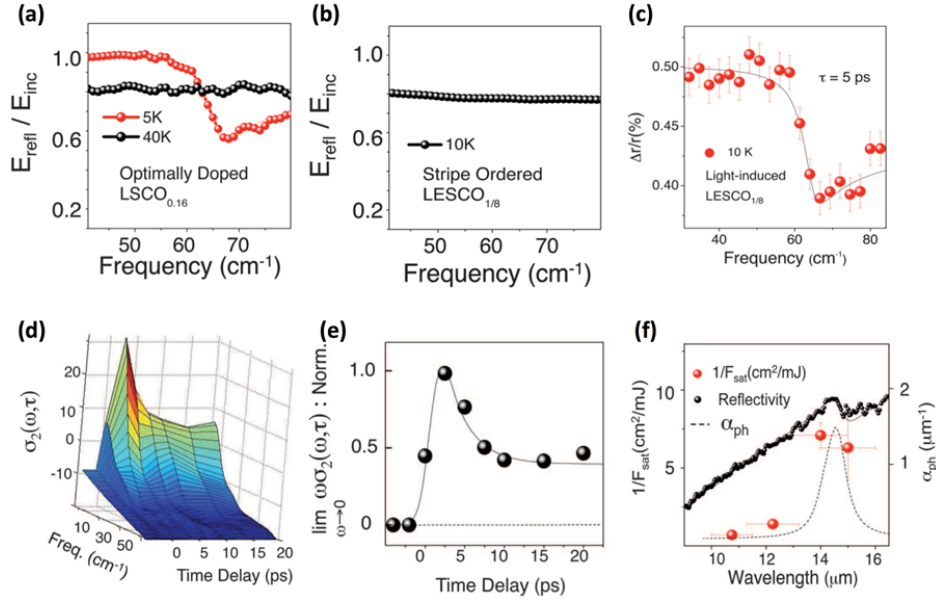 (a)
E_refl / E_inc
1.0
0.6
0.2
5K
40K
Optimally Doped
LSCO_0.16
50 60 70
Frequency (cm⁻¹)
(b)
E_refl / E_inc
1.0
0.6
0.2
10K
Stripe Ordered
LESCO_1/8
50 60 70
Frequency (cm⁻¹)
(c)
Δr/r(%)
0.50
0.45
0.40
τ = 5 ps
10 K
Light-induced
LESCO_1/8
40 60 80
Frequency (cm⁻¹)
(d)
σ₂(ω,τ)
20
10
0
-10
10
30
50
Freq. (cm⁻¹)
0 5 10 15 20
Time Delay (ps)
(e)
lim ωσ₂(ω,τ) : Norm.
ω→0
1.0
0.5
0
0 5 10 15 20
Time Delay (ps)
(f)
1/F_sat(cm²/mJ)
10
5
1/F_sat(cm²/mJ)
Reflectivity
α_ph
2
1
α_ph
10 12 14 16
Wavelength (μm)